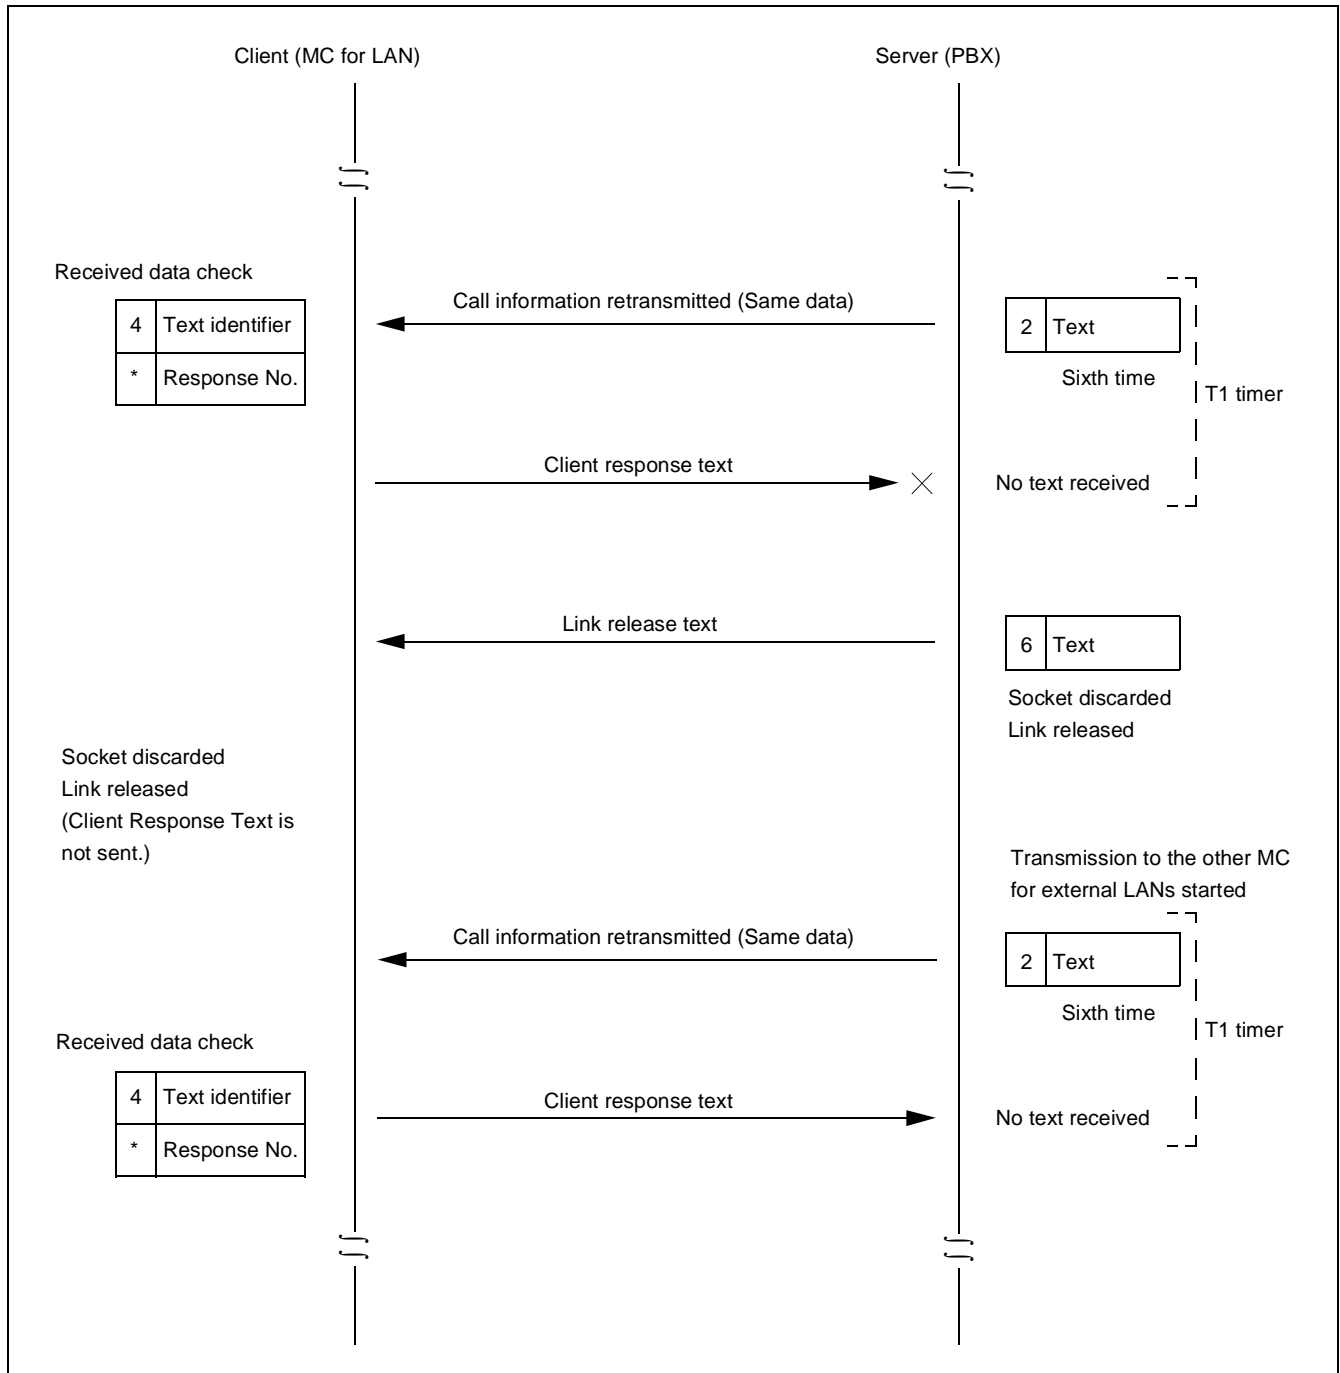 Client (MC for LAN)
Server (PBX)
Received data check
4 Text identifier
* Response No.
Call information retransmitted (Same data)
2 Text
Sixth time
T1 timer
Client response text
No text received
Link release text
6 Text
Socket discarded
Link released
Socket discarded
Link released
(Client Response Text is
not sent.)
Transmission to the other MC
for external LANs started
Call information retransmitted (Same data)
2 Text
Sixth time
T1 timer
Received data check
4 Text identifier
* Response No.
Client response text
No text received